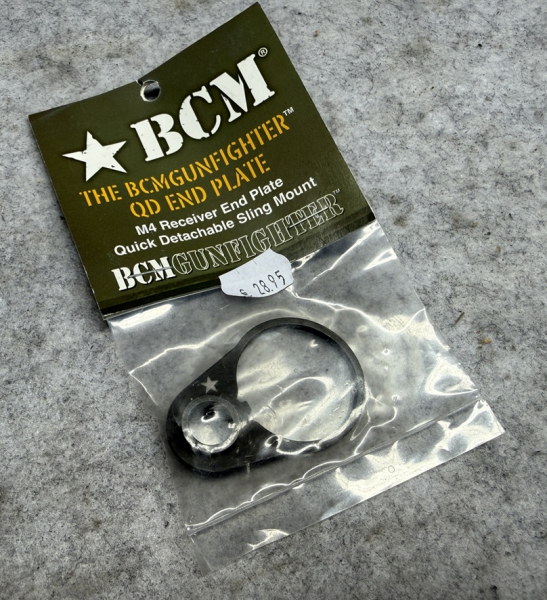 BCM®
THE BCMGUNFIGHTER™
QD END PLATE
M4 Receiver End Plate
Quick Detachable Sling Mount
BCMGUNFIGHTER™
$ 28.95